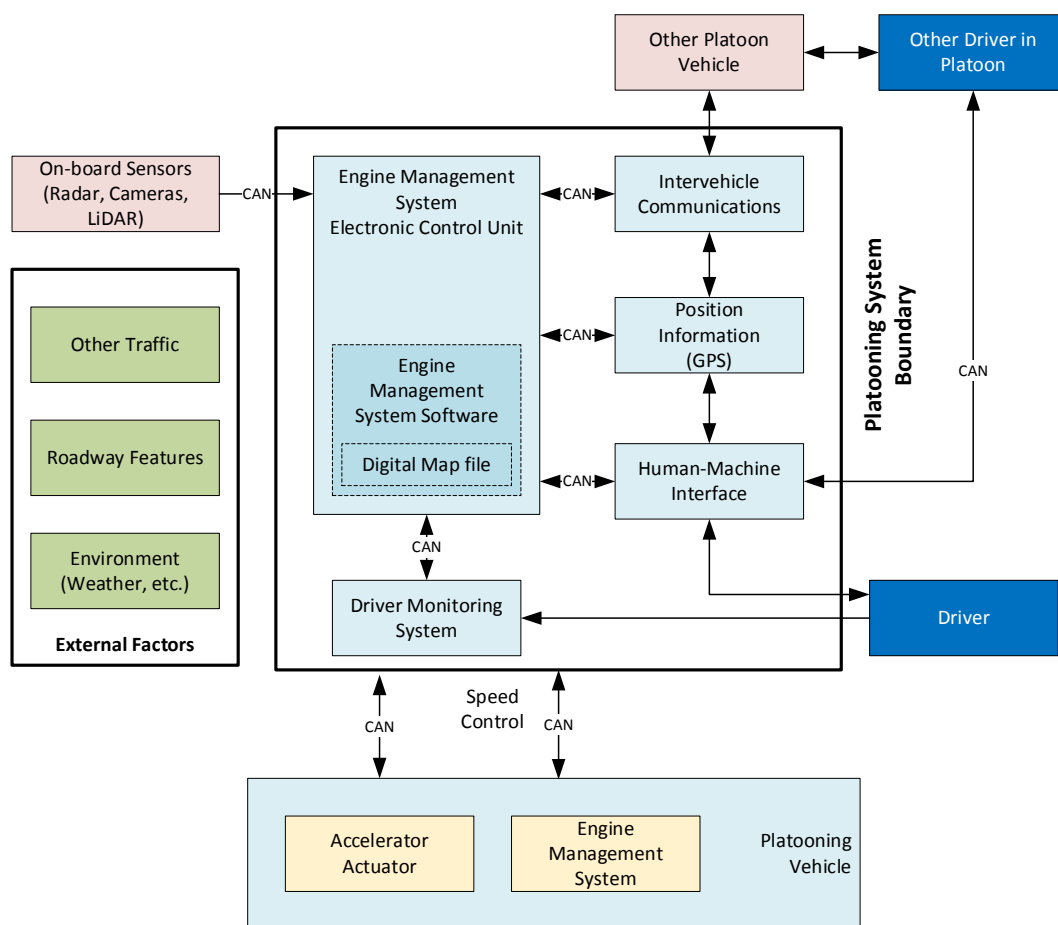 Other Platoon
Vehicle
Other Driver in
Platoon
On-board Sensors
(Radar, Cameras,
LiDAR)
CAN
Engine Management
System
Electronic Control Unit
CAN
Intervehicle
Communications
Platooning System
Boundary
CAN
Other Traffic
Roadway Features
Environment
(Weather, etc.)
External Factors
CAN
Position
Information
(GPS)
Engine
Management
System Software
Digital Map file
CAN
Human-Machine
Interface
CAN
Driver Monitoring
System
Driver
CAN
Speed
Control
CAN
Accelerator
Actuator
Engine
Management
System
Platooning
Vehicle